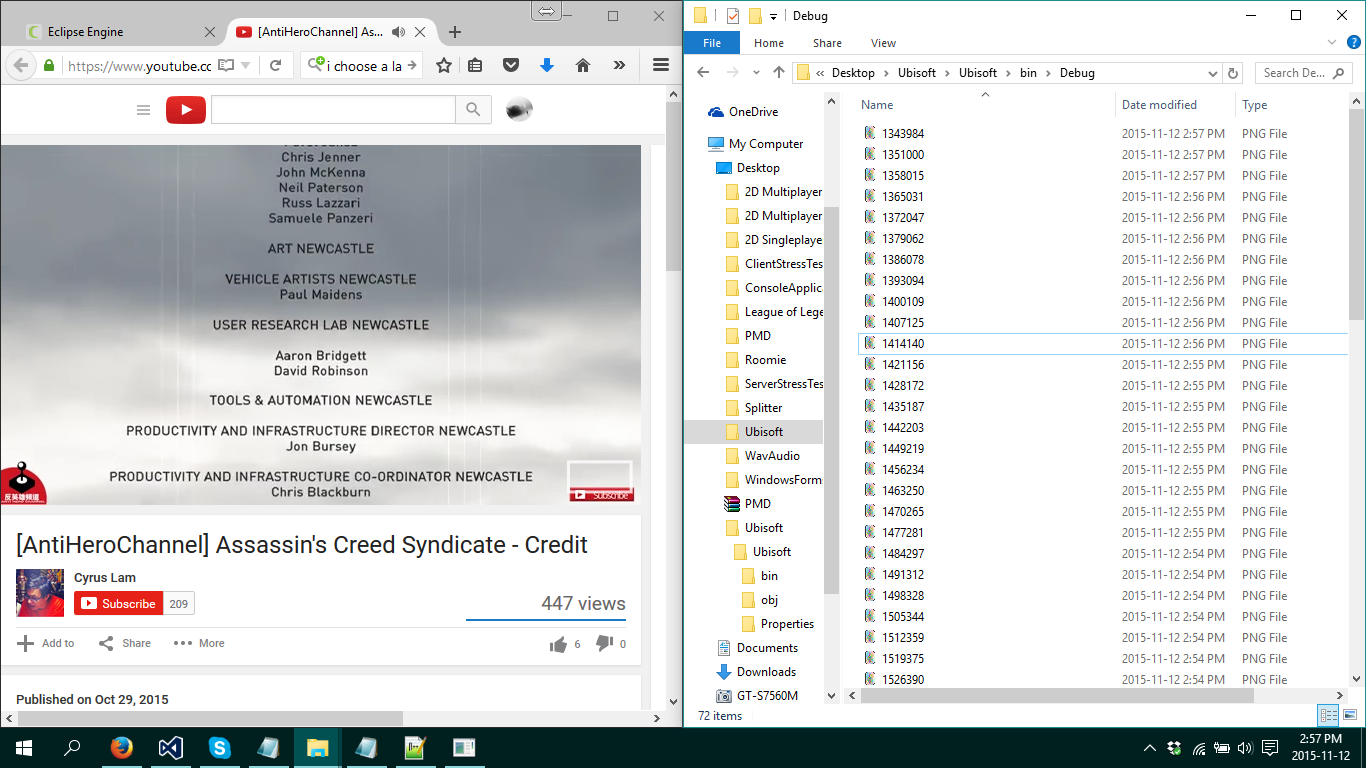 Eclipse Engine
[AntiHeroChannel] As...
https://www.youtube.cc
i choose a la
Chris Jenner
John McKenna
Neil Paterson
Russ Lazzari
Samuele Panzeri
ART NEWCASTLE
VEHICLE ARTISTS NEWCASTLE
Paul Maidens
USER RESEARCH LAB NEWCASTLE
Aaron Bridgett
David Robinson
TOOLS & AUTOMATION NEWCASTLE
PRODUCTIVITY AND INFRASTRUCTURE DIRECTOR NEWCASTLE
Jon Bursey
PRODUCTIVITY AND INFRASTRUCTURE CO-ORDINATOR NEWCASTLE
Chris Blackburn
反英雄頻道
Subscribe
[AntiHeroChannel] Assassin's Creed Syndicate - Credit
Cyrus Lam
Subscribe 209
447 views
Add to Share More
6 0
Published on Oct 29, 2015
Debug
File Home Share View
« Desktop > Ubisoft > Ubisoft > bin > Debug
Search De...
OneDrive
My Computer
Desktop
2D Multiplayer
2D Multiplayer
2D Singleplaye
ClientStressTes
ConsoleApplic
League of Lege
PMD
Roomie
ServerStressTes
Splitter
Ubisoft
WavAudio
WindowsForm
PMD
Ubisoft
Ubisoft
bin
obj
Properties
Documents
Downloads
GT-S7560M
Name Date modified Type
1343984 2015-11-12 2:57 PM PNG File
1351000 2015-11-12 2:57 PM PNG File
1358015 2015-11-12 2:57 PM PNG File
1365031 2015-11-12 2:56 PM PNG File
1372047 2015-11-12 2:56 PM PNG File
1379062 2015-11-12 2:56 PM PNG File
1386078 2015-11-12 2:56 PM PNG File
1393094 2015-11-12 2:56 PM PNG File
1400109 2015-11-12 2:56 PM PNG File
1407125 2015-11-12 2:56 PM PNG File
1414140 2015-11-12 2:56 PM PNG File
1421156 2015-11-12 2:55 PM PNG File
1428172 2015-11-12 2:55 PM PNG File
1435187 2015-11-12 2:55 PM PNG File
1442203 2015-11-12 2:55 PM PNG File
1449219 2015-11-12 2:55 PM PNG File
1456234 2015-11-12 2:55 PM PNG File
1463250 2015-11-12 2:55 PM PNG File
1470265 2015-11-12 2:55 PM PNG File
1477281 2015-11-12 2:55 PM PNG File
1484297 2015-11-12 2:54 PM PNG File
1491312 2015-11-12 2:54 PM PNG File
1498328 2015-11-12 2:54 PM PNG File
1505344 2015-11-12 2:54 PM PNG File
1512359 2015-11-12 2:54 PM PNG File
1519375 2015-11-12 2:54 PM PNG File
1526390 2015-11-12 2:54 PM PNG File
72 items
2:57 PM
2015-11-12